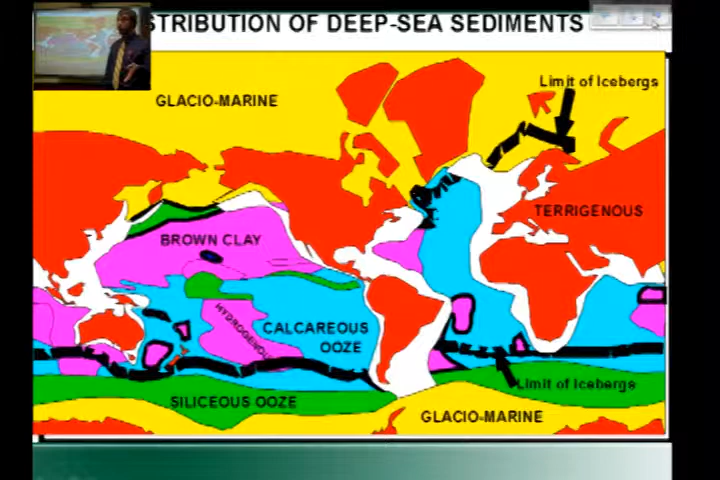 STRIBUTION OF DEEP-SEA SEDIMENTS
Limit of Icebergs
GLACIO-MARINE
TERRIGENOUS
BROWN CLAY
HYDROGENOUS
CALCAREOUS
OOZE
Limit of Icebergs
SILICEOUS OOZE
GLACIO-MARINE